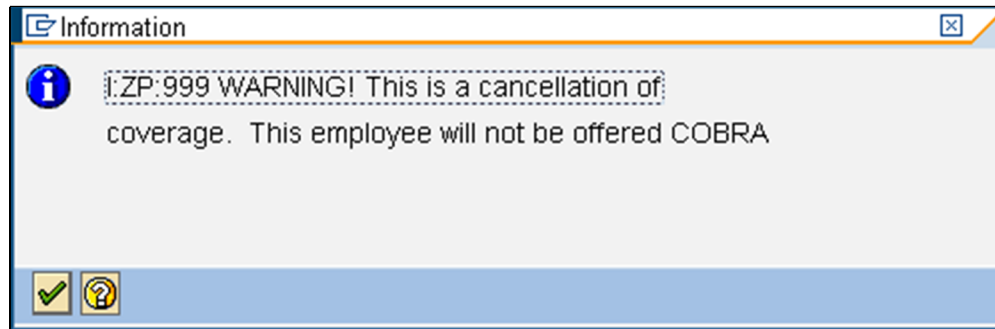 Information
I:ZP:999 WARNING! This is a cancellation of
coverage.  This employee will not be offered COBRA